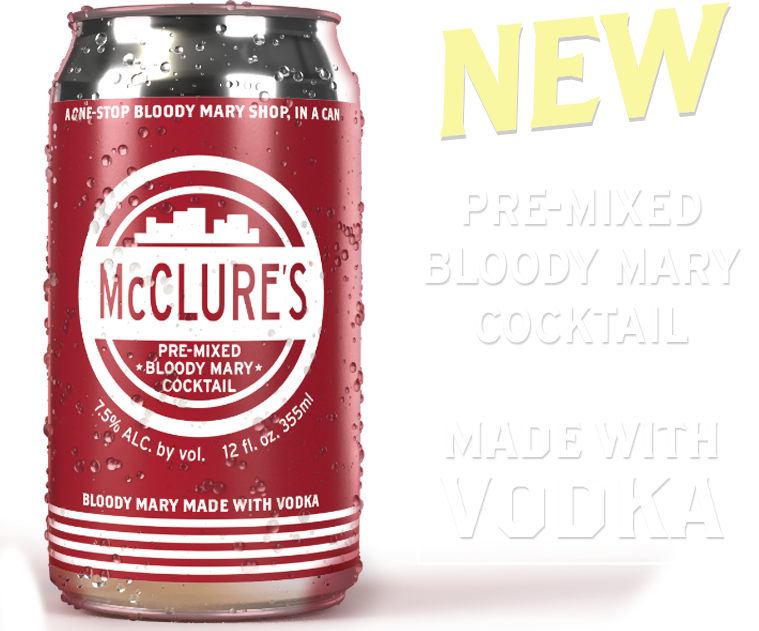 A ONE-STOP BLOODY MARY SHOP, IN A CAN
McCLURE'S
PRE-MIXED
★BLOODY MARY★
COCKTAIL
7.5% ALC. by vol. 12 fl. oz. 355ml
BLOODY MARY MADE WITH VODKA
NEW
PRE-MIXED
BLOODY MARY
COCKTAIL
MADE WITH
VODKA